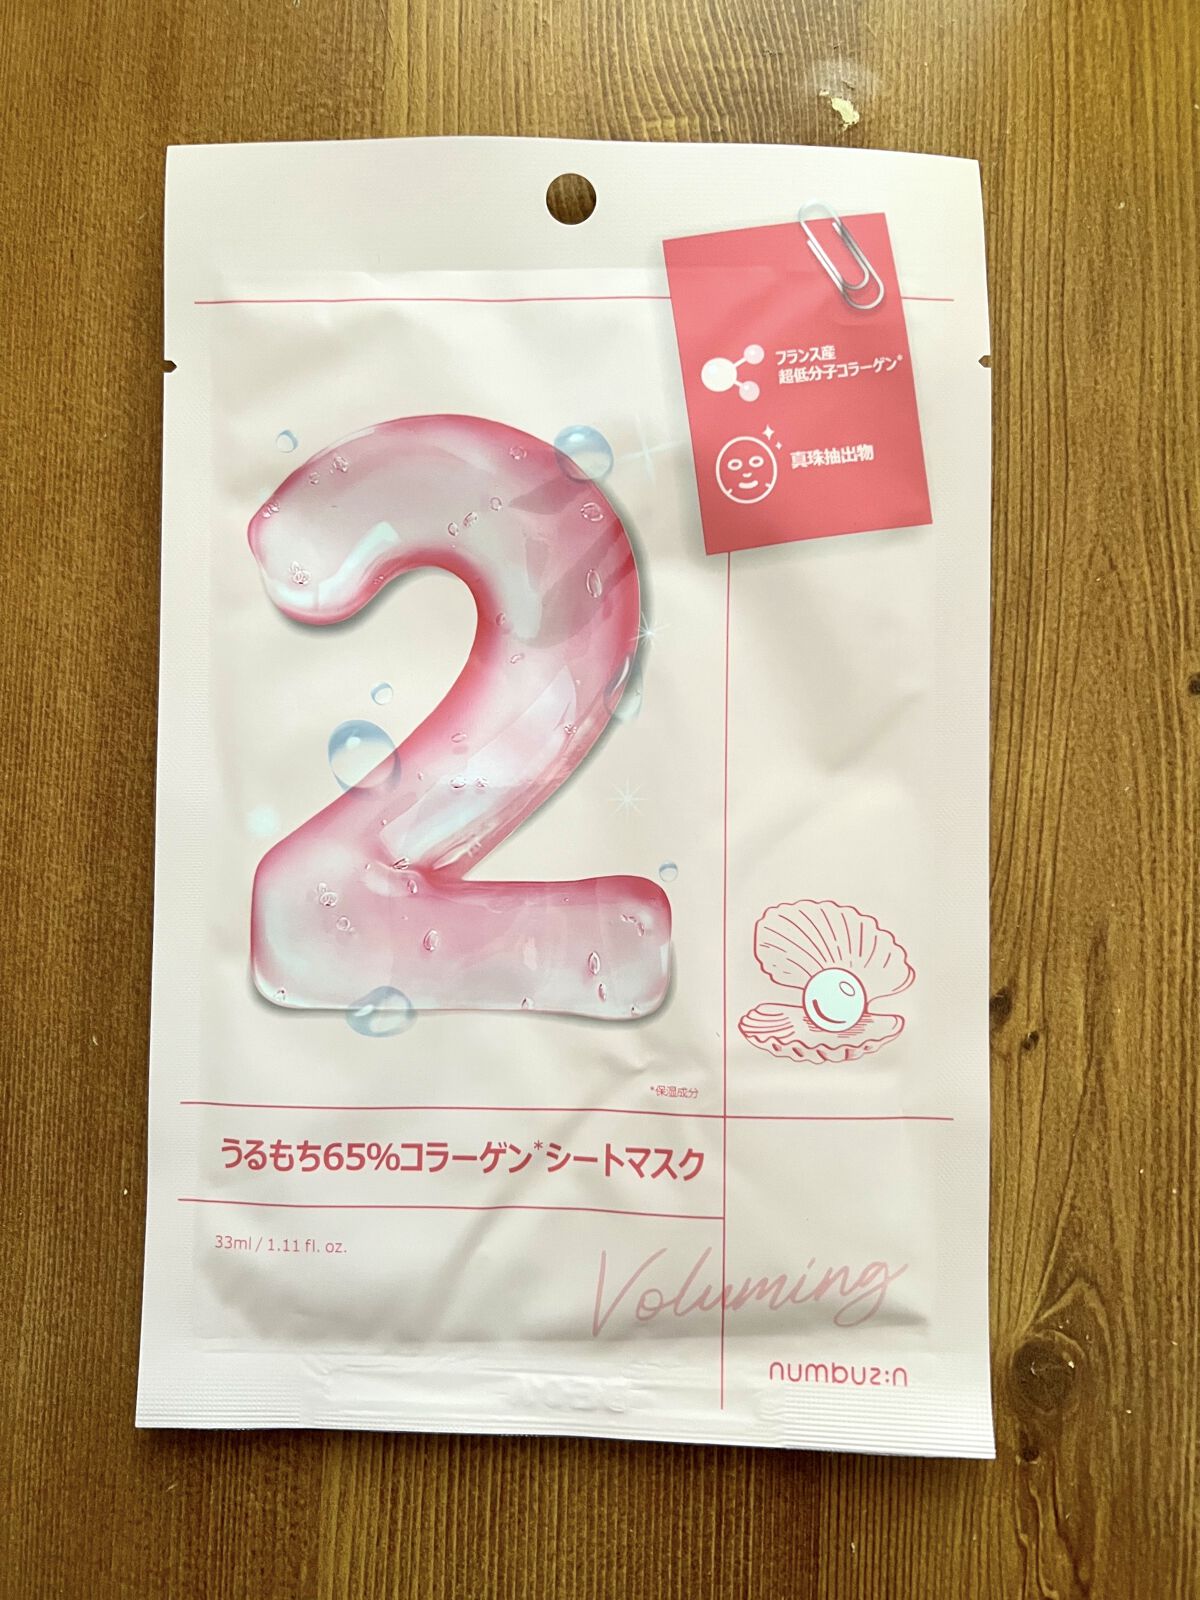 フランス産
超低分子コラーゲン*
真珠抽出物
2
*保湿成分
うるもち65%コラーゲン*シートマスク
33ml / 1.11 fl. oz.
Voluming
numbuz:n